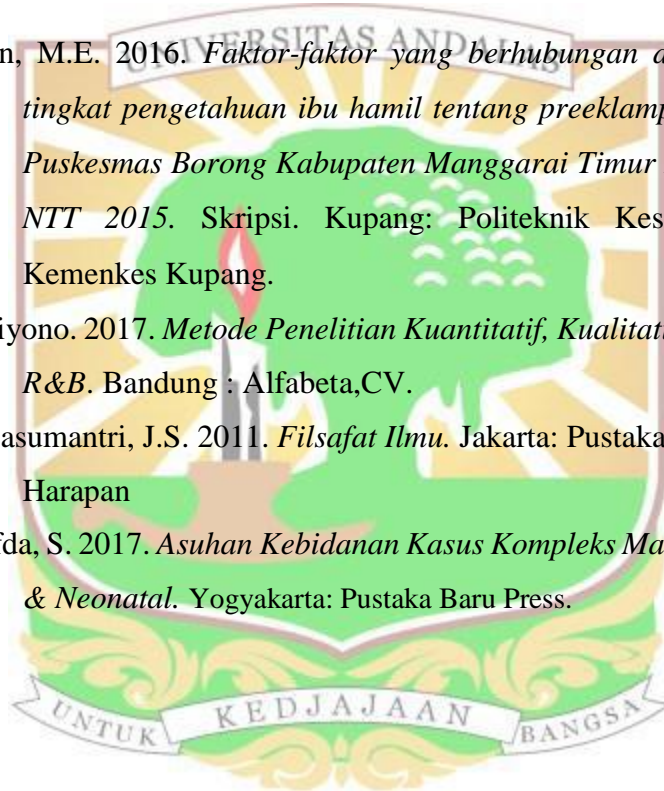 UNIVERSITAS ANDALAS
n, M.E. 2016. Faktor-faktor yang berhubungan d
tingkat pengetahuan ibu hamil tentang preeklamp
Puskesmas Borong Kabupaten Manggarai Timur
NTT 2015. Skripsi. Kupang: Politeknik Kes
Kemenkes Kupang.
iyono. 2017. Metode Penelitian Kuantitatif, Kualitati
R&B. Bandung : Alfabeta,CV.
asumantri, J.S. 2011. Filsafat Ilmu. Jakarta: Pustaka
Harapan
fda, S. 2017. Asuhan Kebidanan Kasus Kompleks Ma
& Neonatal. Yogyakarta: Pustaka Baru Press.
UNTUK KEDJAJAAN BANGSA